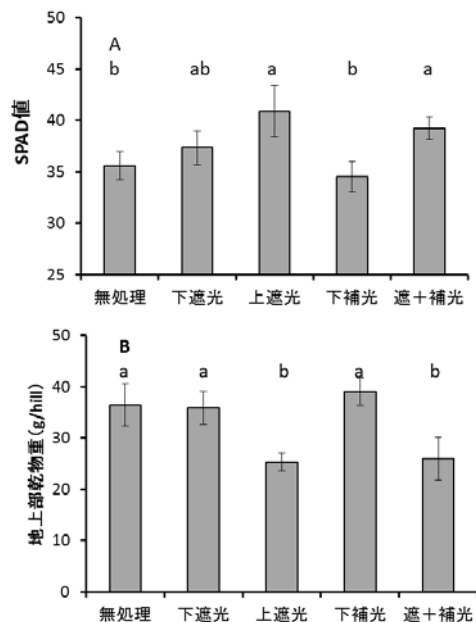 50
A
b ab a b a
45
40
35
30
25
SPAD値
無処理 下遮光 上遮光 下補光 遮＋補光
50
B
a a b a b
40
30
20
10
0
地上部乾物重(g/hill)
無処理 下遮光 上遮光 下補光 遮＋補光